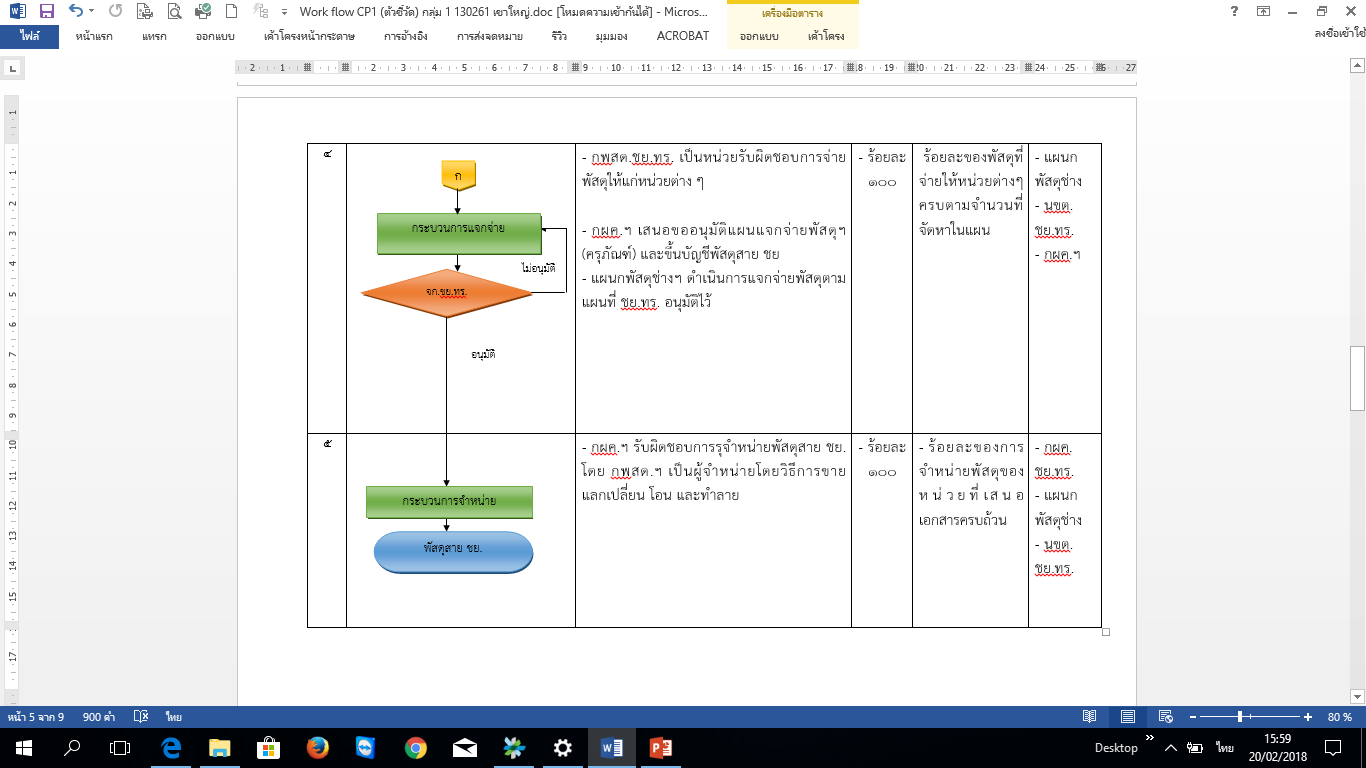 Work flow CP1 (ตัวชี้วัด) กลุ่ม 1 130261 เขาใหญ่.doc [โหมดความเข้ากันได้] - Micros...
เครื่องมือตาราง
ไฟล์ หน้าแรก แทรก ออกแบบ เค้าโครงหน้ากระดาษ การอ้างอิง การส่งจดหมาย รีวิว มุมมอง ACROBAT ออกแบบ เค้าโครง ลงชื่อเข้าใช้
๔
ก
กระบวนการแจกจ่าย
ไม่อนุมัติ
จก.ชย.ทร.
อนุมัติ
- กพสต.ชย.ทร. เป็นหน่วยรับผิตชอบการจ่าย
พัสตุให้แก่หน่วยต่าง ๆ
- กผค.ฯ เสนอขออนุมัติแผนแจกจ่ายพัสตุฯ
(ครุภัณฑ์) และขึ้นบัญชีพัสตุสาย ชย
- แผนกพัสตุช่างฯ ดำเนินการแจกจ่ายพัสตุตาม
แผนที่ ชย.ทร. อนุมัติไว้
- ร้อยละ
๑๐๐
ร้อยละของพัสตุที่
จ่ายให้หน่วยต่างๆ
ครบตามจำนวนที่
จัดหาในแผน
- แผนก
พัสตุช่าง
- นขต.
ชย.ทร.
- กผค.ฯ
๕
กระบวนการจำหน่าย
พัสตุสาย ชย.
- กผค.ฯ รับผิตชอบการรุจำหน่ายพัสตุสาย ชย.
โดย กพสต.ฯ เป็นผู้จำหน่ายโดยวิธีการขาย
แลกเปลี่ยน โอน และทำลาย
- ร้อยละ
๑๐๐
- ร้อยละของการ
จำหน่ายพัสตุของ
หน่วยที่เสนอ
เอกสารครบถ้วน
- กผค.
ชย.ทร.
- แผนก
พัสตุช่าง
- นขต.
ชย.ทร.
หน้า 5 จาก 9 900 คำ ไทย 80 %
Desktop ไทย 15:59
20/02/2018